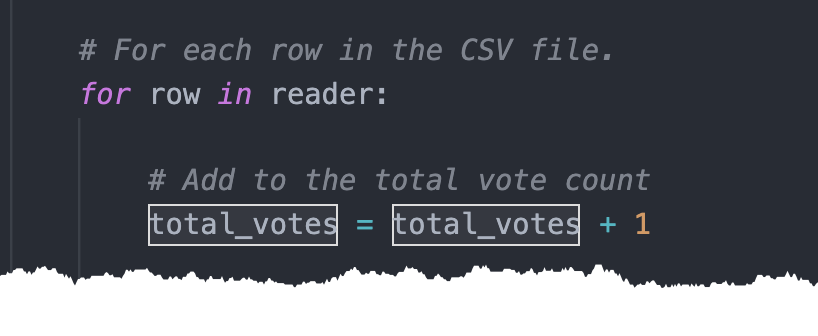 # For each row in the CSV file.
for row in reader:
# Add to the total vote count
total_votes = total_votes + 1